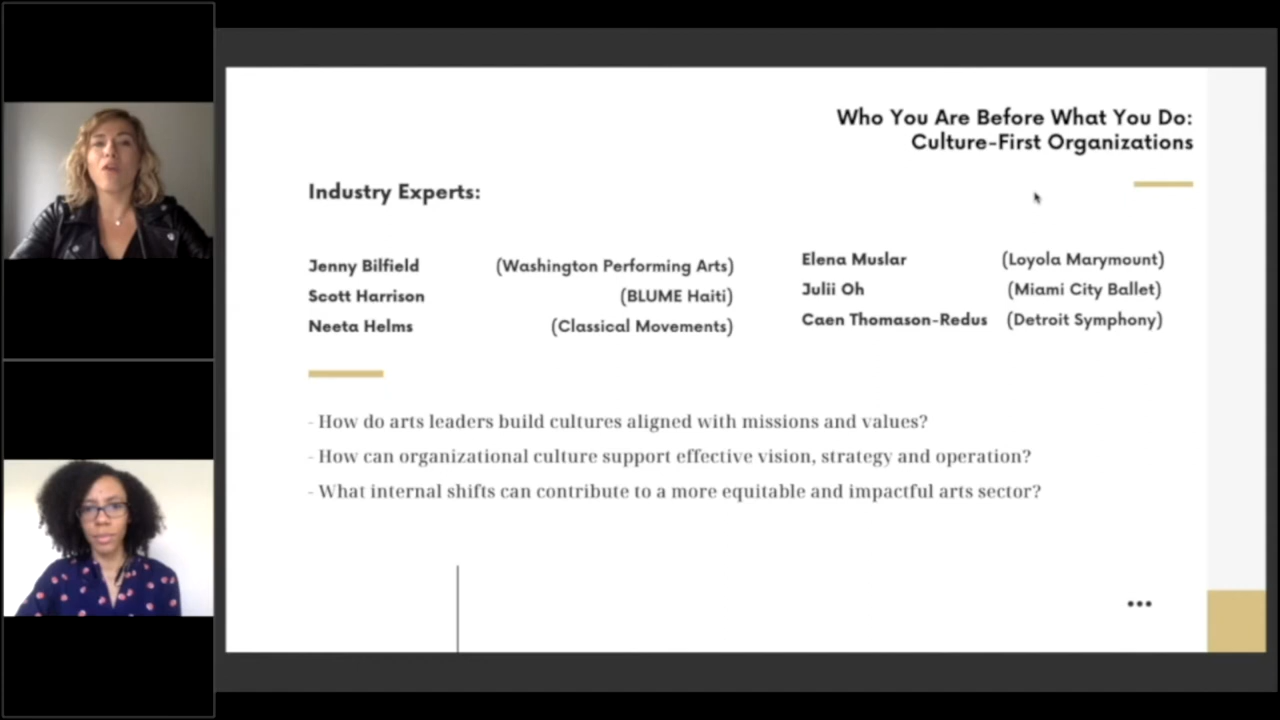 Who You Are Before What You Do:
Culture-First Organizations
Industry Experts:
Jenny Bilfield (Washington Performing Arts)
Scott Harrison (BLUME Haiti)
Neeta Helms (Classical Movements)
Elena Muslar (Loyola Marymount)
Julii Oh (Miami City Ballet)
Caen Thomason-Redus (Detroit Symphony)
- How do arts leaders build cultures aligned with missions and values?
- How can organizational culture support effective vision, strategy and operation?
- What internal shifts can contribute to a more equitable and impactful arts sector?